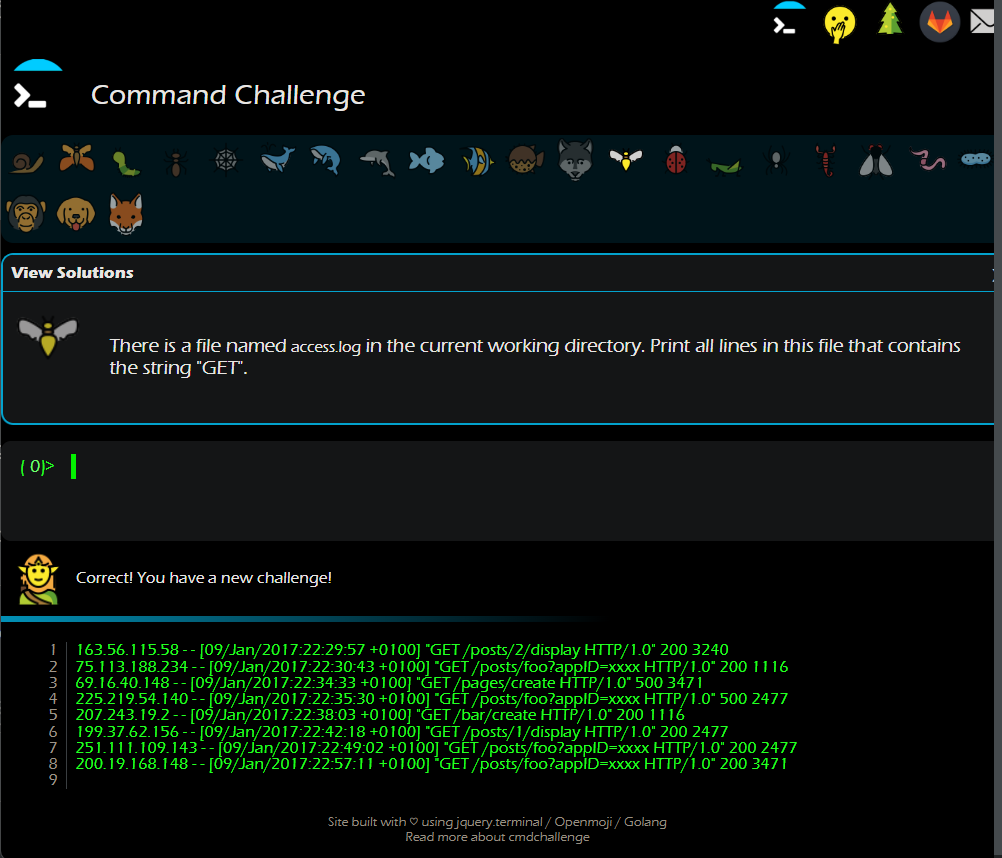 Command Challenge
View Solutions
There is a file named access.log in the current working directory. Print all lines in this file that contains
the string "GET".
( 0)>
Correct! You have a new challenge!
1 163.56.115.58 - - [09/Jan/2017:22:29:57 +0100] "GET /posts/2/display HTTP/1.0" 200 3240
2 75.113.188.234 - - [09/Jan/2017:22:30:43 +0100] "GET /posts/foo?appID=xxxx HTTP/1.0" 200 1116
3 69.16.40.148 - - [09/Jan/2017:22:34:33 +0100] "GET /pages/create HTTP/1.0" 500 3471
4 225.219.54.140 - - [09/Jan/2017:22:35:30 +0100] "GET /posts/foo?appID=xxxx HTTP/1.0" 500 2477
5 207.243.19.2 - - [09/Jan/2017:22:38:03 +0100] "GET /bar/create HTTP/1.0" 200 1116
6 199.37.62.156 - - [09/Jan/2017:22:42:18 +0100] "GET /posts/1/display HTTP/1.0" 200 2477
7 251.111.109.143 - - [09/Jan/2017:22:49:02 +0100] "GET /posts/foo?appID=xxxx HTTP/1.0" 200 2477
8 200.19.168.148 - - [09/Jan/2017:22:57:11 +0100] "GET /posts/foo?appID=xxxx HTTP/1.0" 200 3471
9
Site built with ♡ using jquery.terminal / Openmoji / Golang
Read more about cmdchallenge